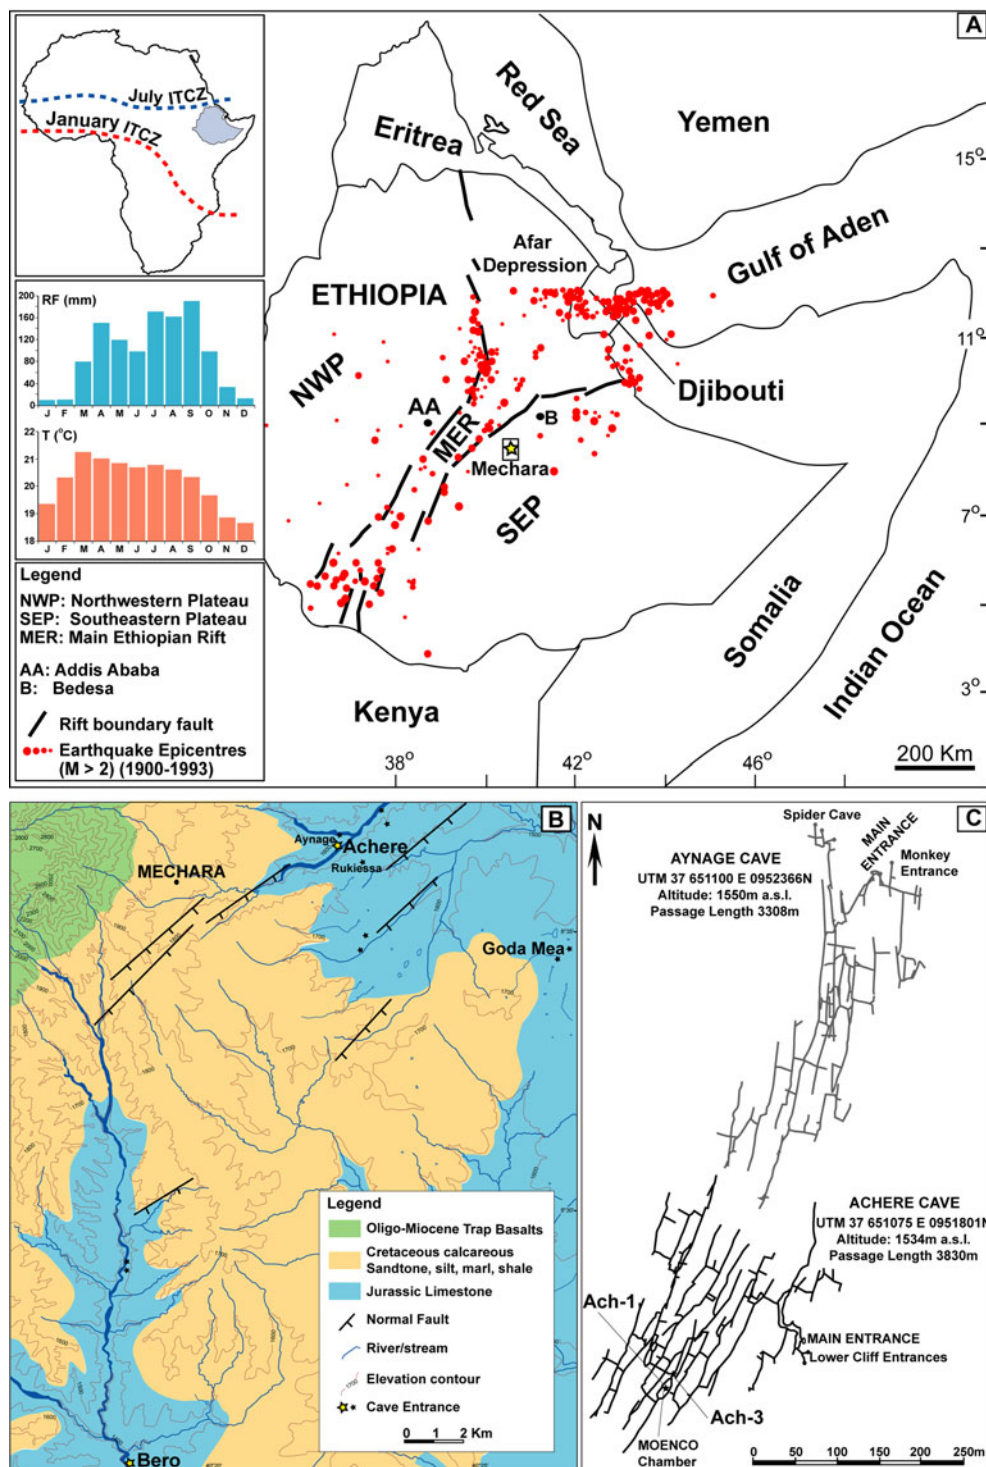 A
July ITCZ
January ITCZ
RF (mm)
200
160
120
80
40
0
J F M A M J J A S O N D
T (°C)
22
21
20
19
18
J F M A M J J A S O N D
Legend
NWP: Northwestern Plateau
SEP: Southeastern Plateau
MER: Main Ethiopian Rift
AA: Addis Ababa
B: Bedesa
Rift boundary fault
Earthquake Epicentres
(M > 2) (1900-1993)
Red Sea
Yemen
Eritrea
15°
Afar
Depression
Gulf of Aden
ETHIOPIA
11°
NWP
Djibouti
AA
B
MER
Mechara
SEP
7°
Somalia
Indian Ocean
3°
Kenya
38°
42°
46°
200 Km
B
Aynage
Achere
Rukiessa
MECHARA
Goda Mea
Bero
Legend
Oligo-Miocene Trap Basalts
Cretaceous calcareous
Sandtone, silt, marl, shale
Jurassic Limestone
Normal Fault
River/stream
Elevation contour
Cave Entrance
0 1 2 Km
C
N
Spider Cave
MAIN
ENTRANCE
Monkey
Entrance
AYNAGE CAVE
UTM 37 651100 E 0952366N
Altitude: 1550m a.s.l.
Passage Length 3308m
ACHERE CAVE
UTM 37 651075 E 0951801N
Altitude: 1534m a.s.l.
Passage Length 3830m
Ach-1
MAIN ENTRANCE
Lower Cliff Entrances
Ach-3
MOENCO
Chamber
0 50 100 150 200 250m